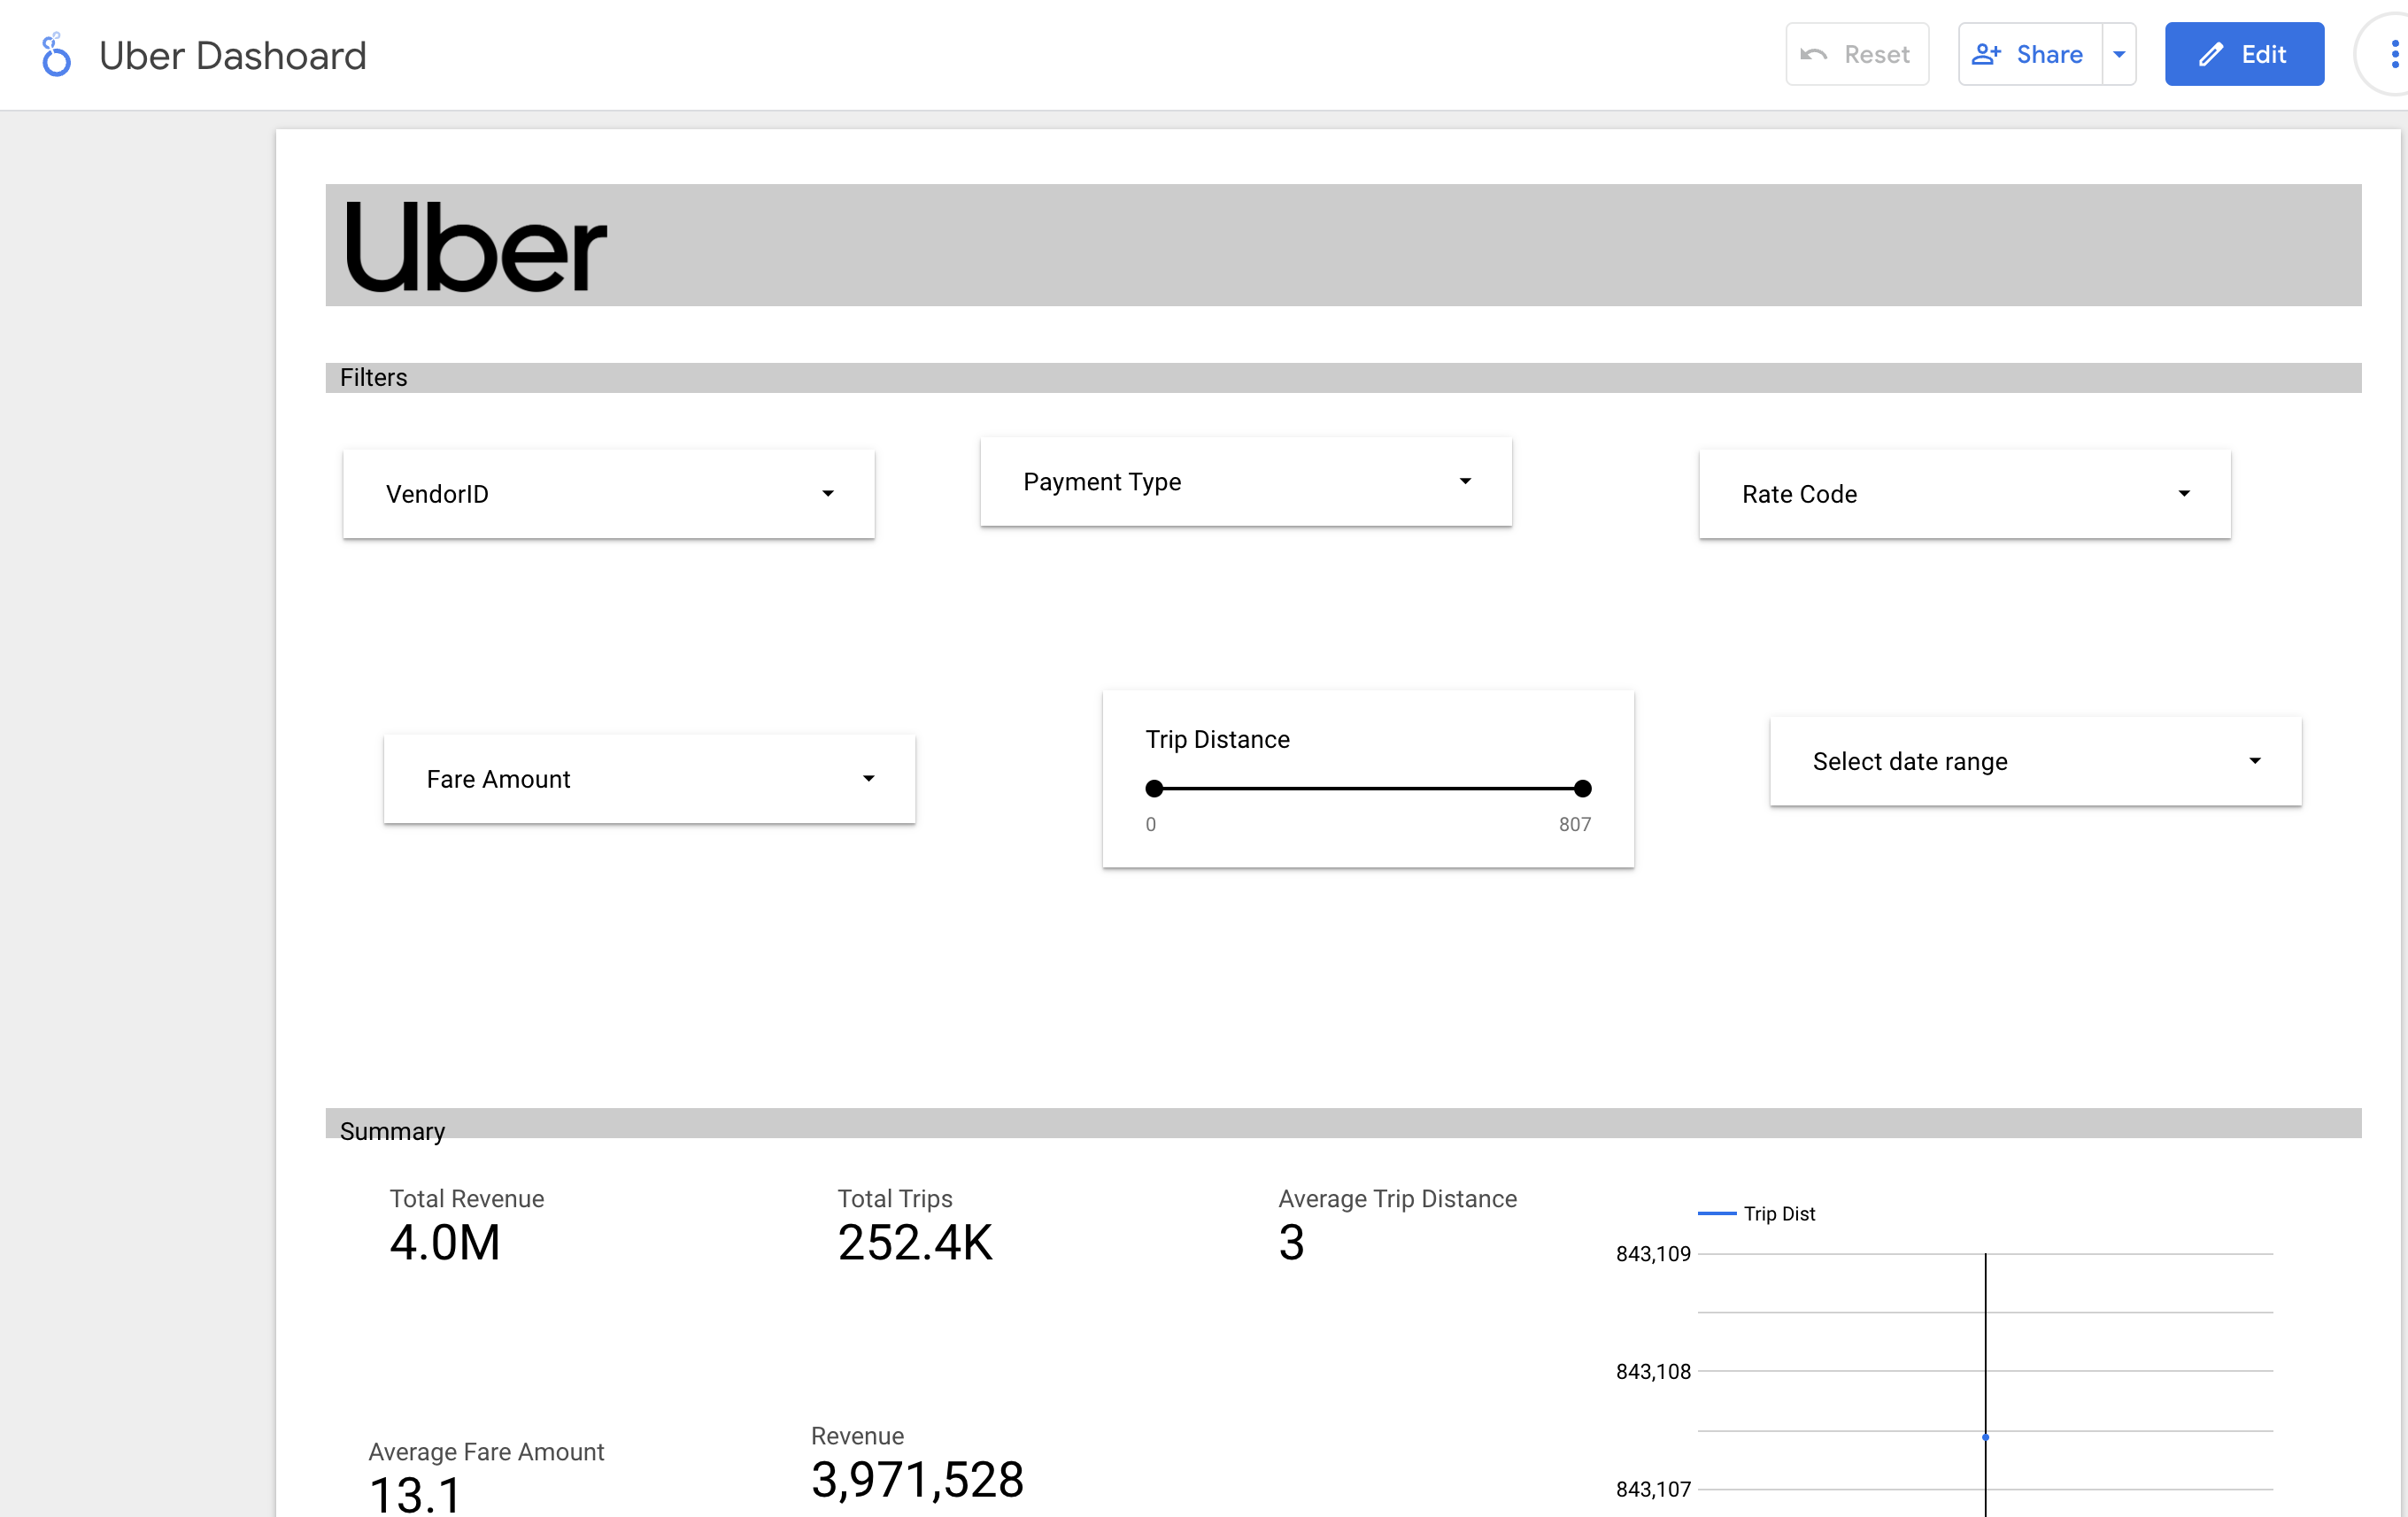 Uber Dashoard
Reset
Share
Edit
Uber
Filters
VendorID
Payment Type
Rate Code
Fare Amount
Trip Distance
0
807
Select date range
Summary
Total Revenue
4.0M
Total Trips
252.4K
Average Trip Distance
3
Trip Dist
843,109
843,108
843,107
Average Fare Amount
13.1
Revenue
3,971,528